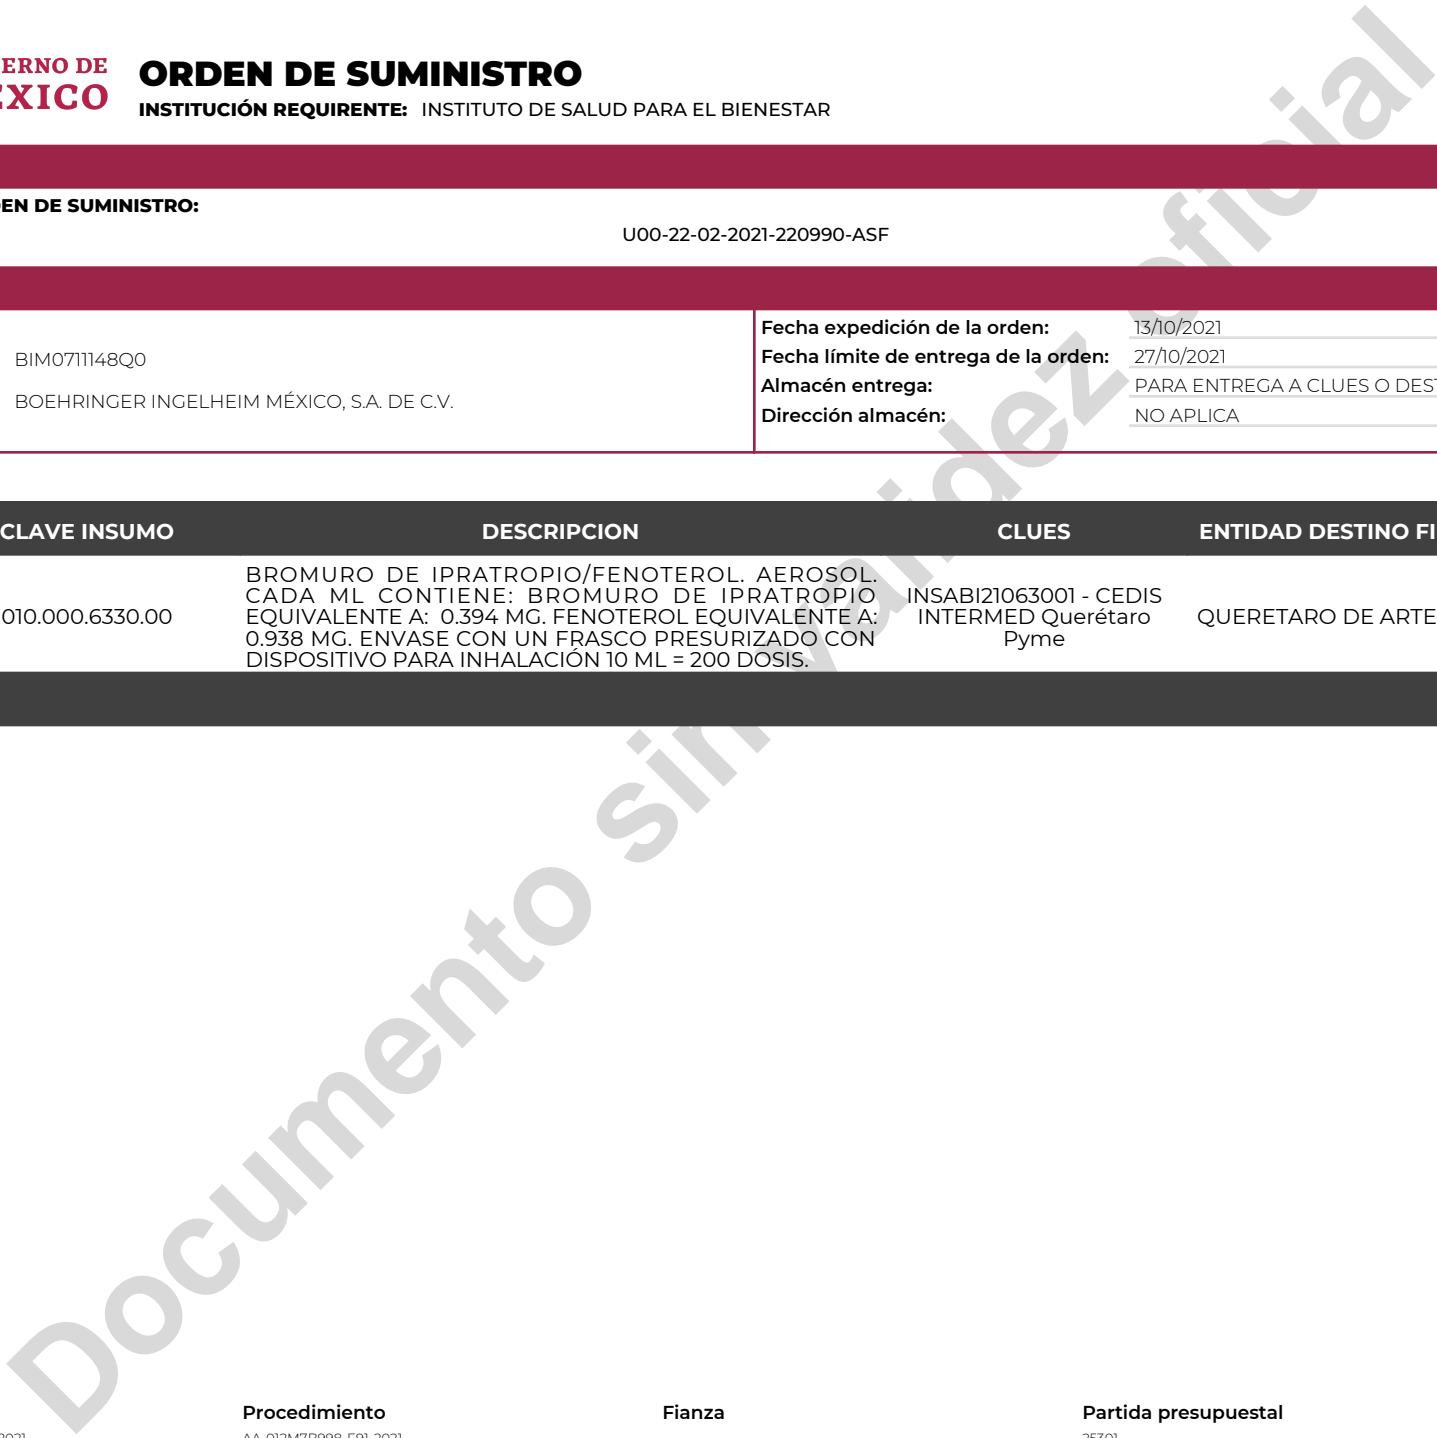 ERNO DE
ÉXICO
ORDEN DE SUMINISTRO
INSTITUCIÓN REQUIRENTE: INSTITUTO DE SALUD PARA EL BIENESTAR
EN DE SUMINISTRO:
U00-22-02-2021-220990-ASF
BIM0711148Q0
BOEHRINGER INGELHEIM MÉXICO, S.A. DE C.V.
Fecha expedición de la orden: 13/10/2021
Fecha límite de entrega de la orden: 27/10/2021
Almacén entrega: PARA ENTREGA A CLUES O DEST
Dirección almacén: NO APLICA
CLAVE INSUMO DESCRIPCION CLUES ENTIDAD DESTINO FI
010.000.6330.00
BROMURO DE IPRATROPIO/FENOTEROL. AEROSOL.
CADA ML CONTIENE: BROMURO DE IPRATROPIO
EQUIVALENTE A: 0.394 MG. FENOTEROL EQUIVALENTE A:
0.938 MG. ENVASE CON UN FRASCO PRESURIZADO CON
DISPOSITIVO PARA INHALACIÓN 10 ML = 200 DOSIS.
INSABI21063001 - CEDIS
INTERMED Querétaro
Pyme
QUERETARO DE ARTE
Documento sin validez oficial
Procedimiento Fianza Partida presupuestal